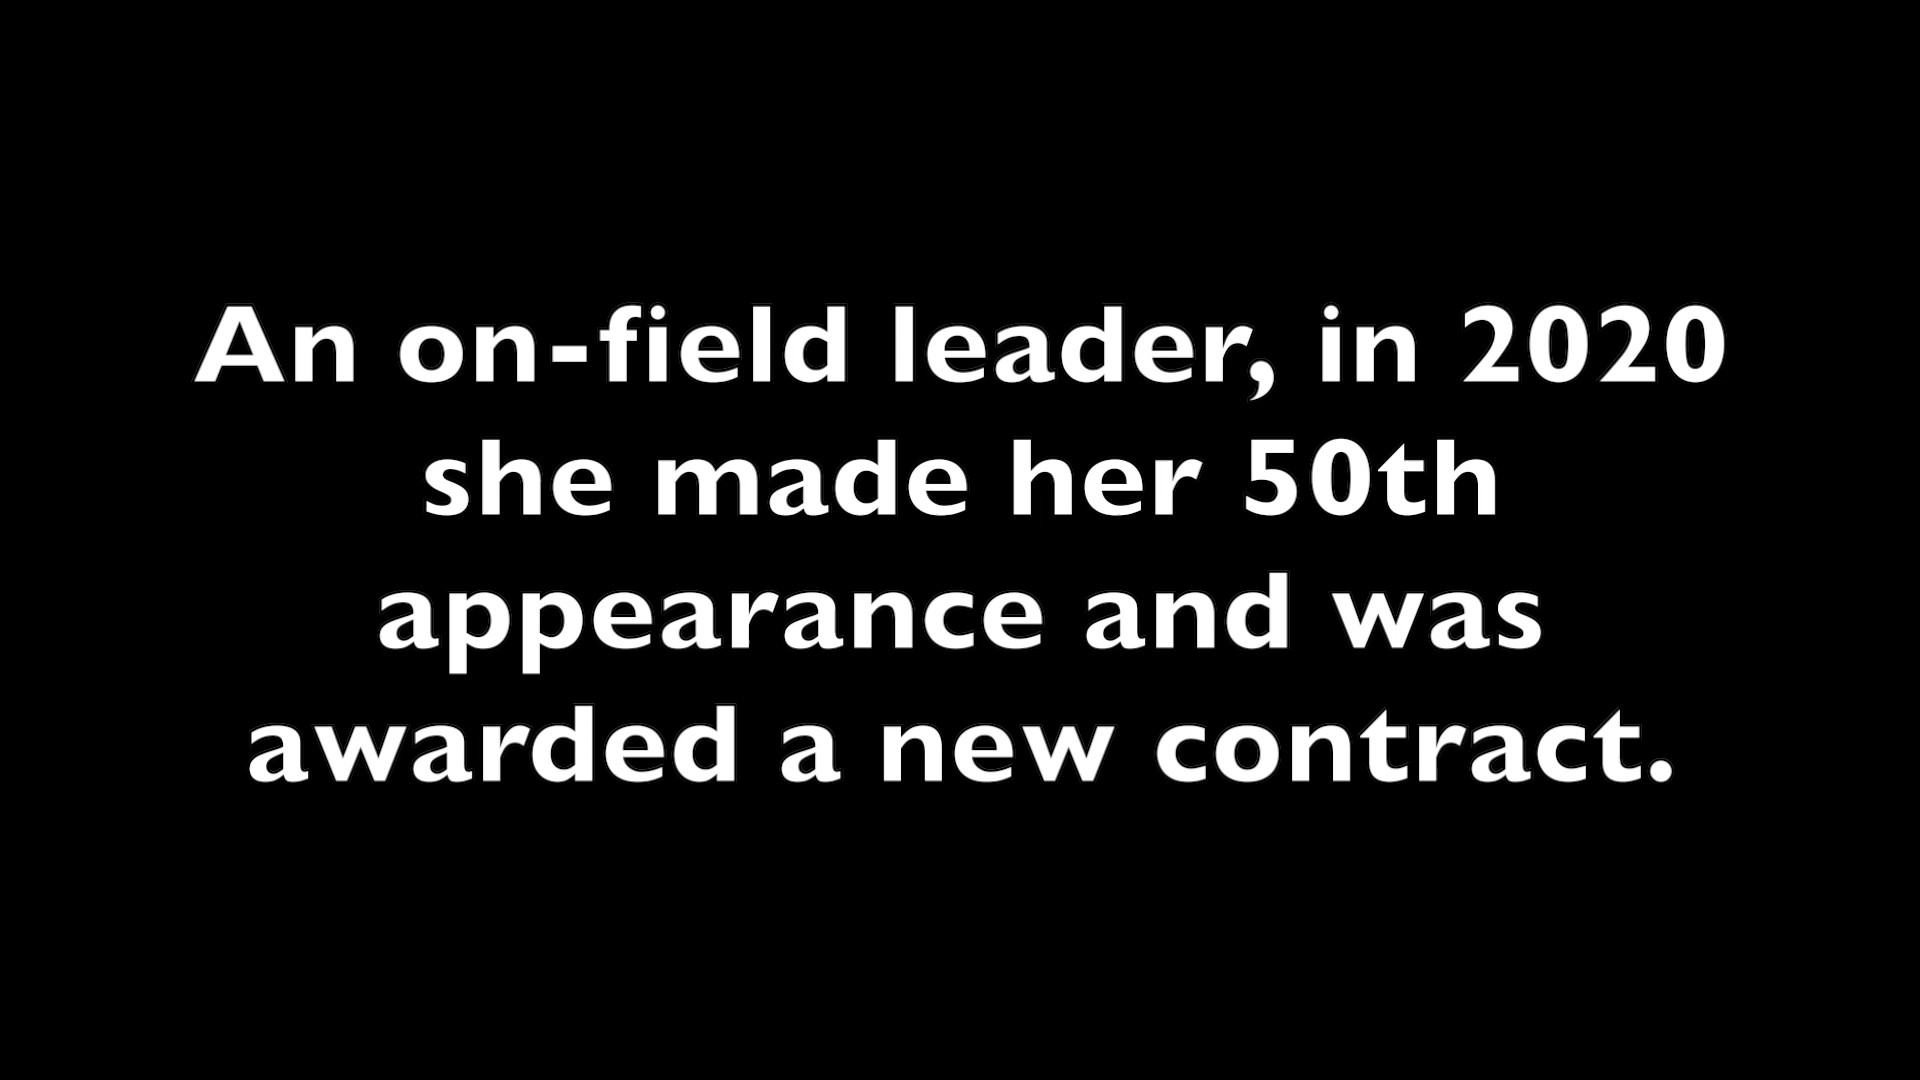 An on-field leader, in 2020
she made her 50th
appearance and was
awarded a new contract.